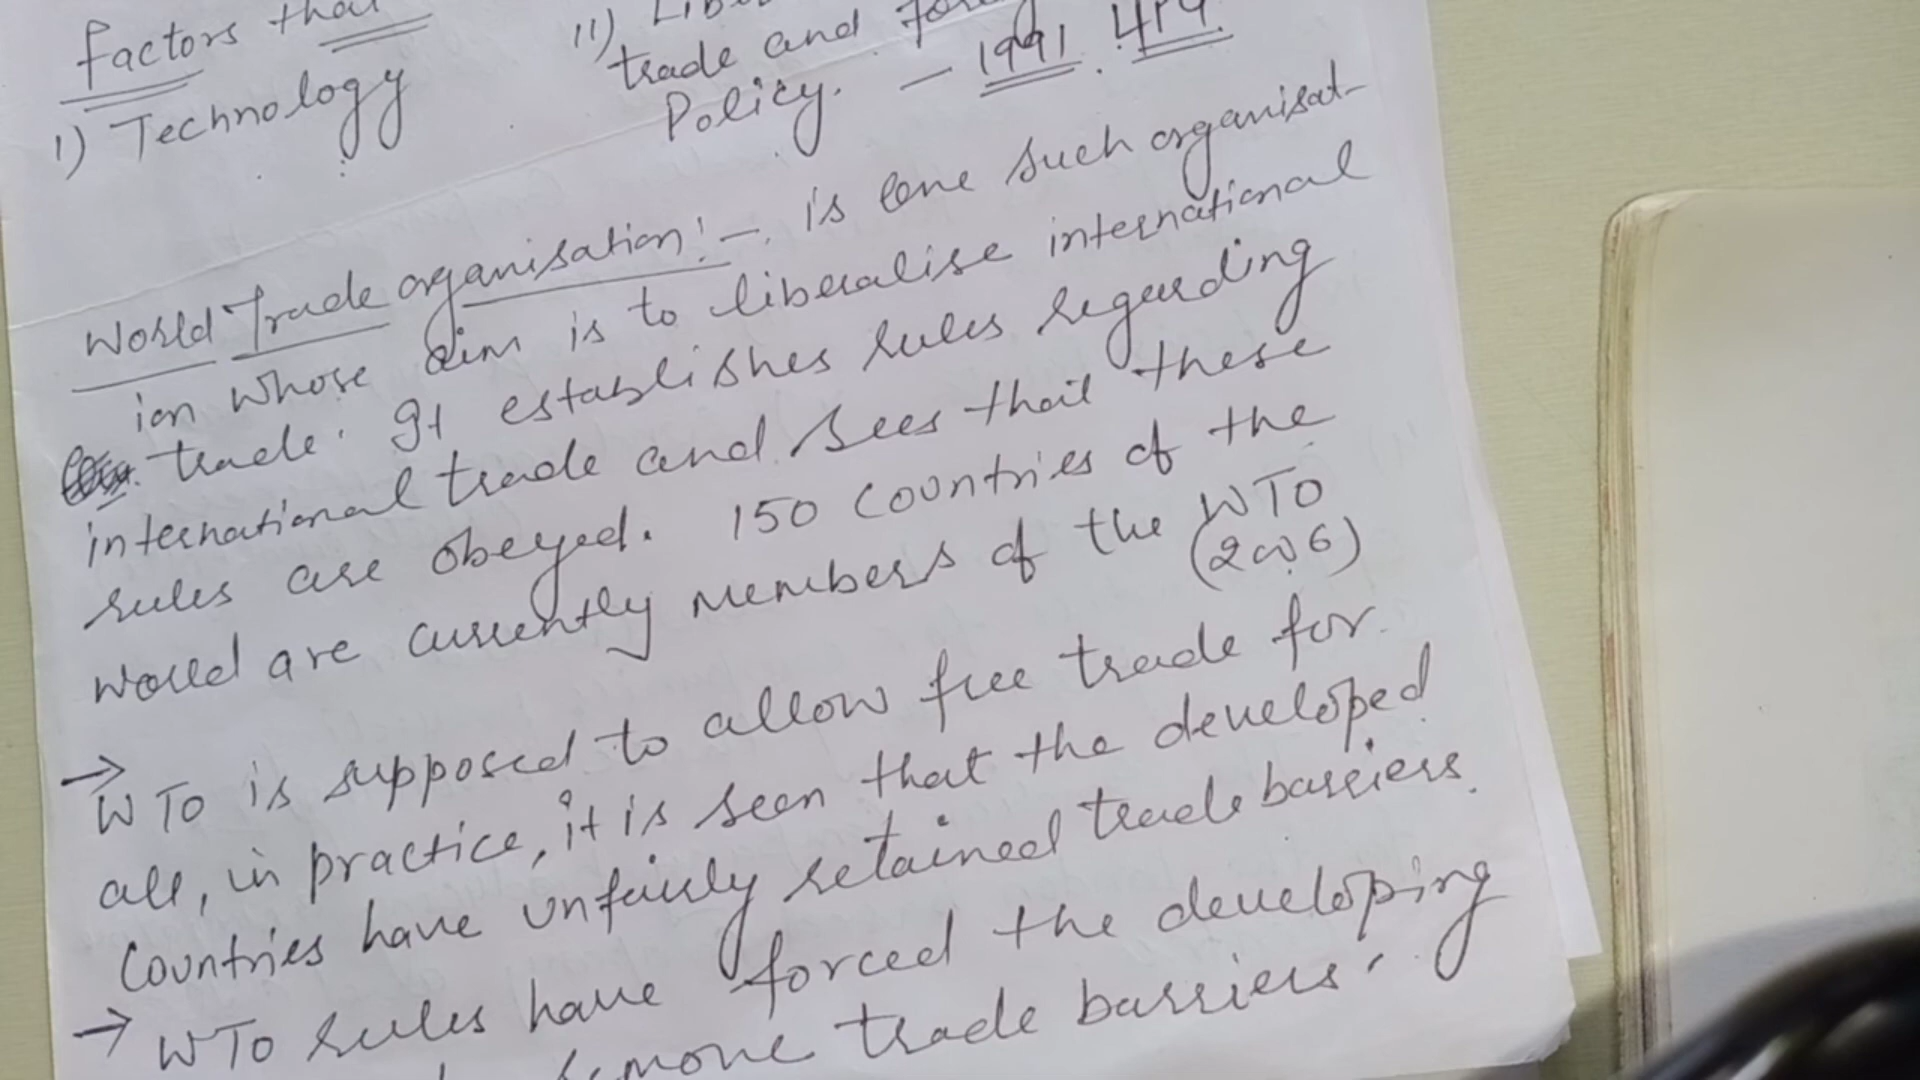 Factors that
1) Technology
11)
trade and
Policy. - 1991.
World Trade organisation:- is one such organisat-
ion whose aim is to liberalise international
trade. It establishes rules regarding
international trade and sees that these
rules are obeyed. 150 countries of the
world are currently members of the WTO
(2006)
→ WTO is supposed to allow free trade for
all, in practice, it is seen that the developed
Countries have unfairly retained trade barriers.
→ WTO rules have forced the developing
remove trade barriers.